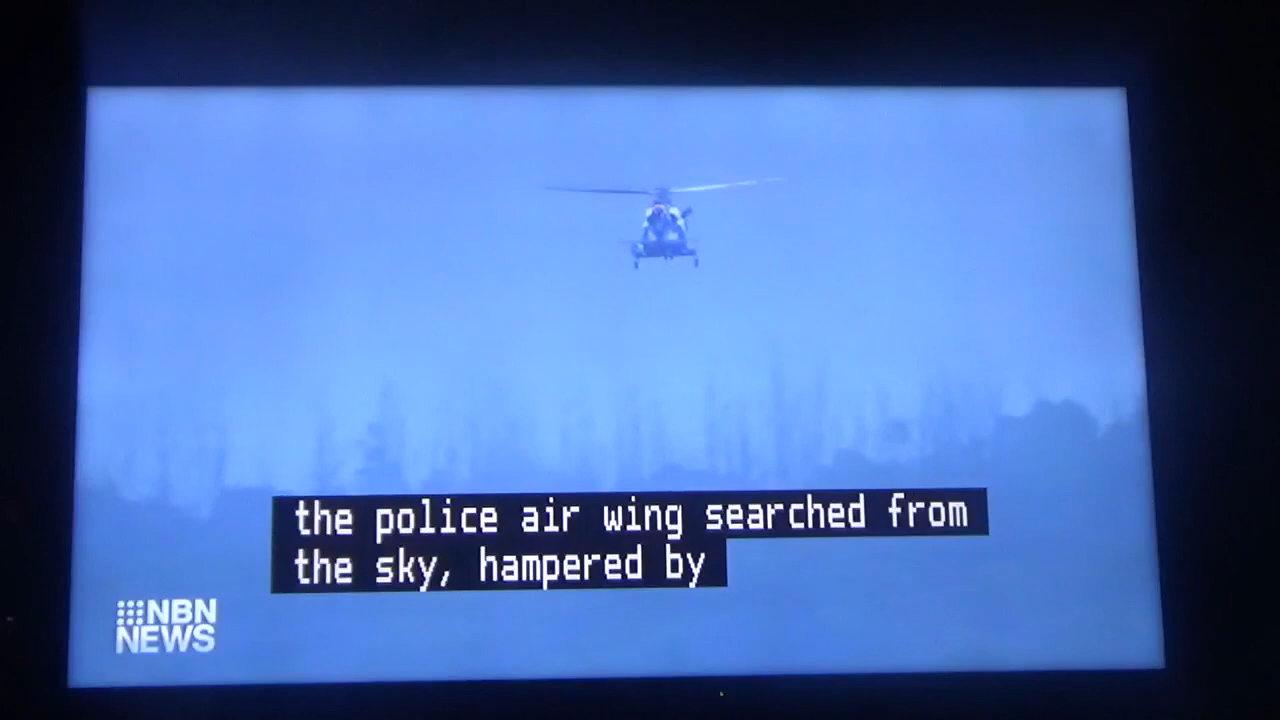 the police air wing searched from
the sky, hampered by
NBN
NEWS